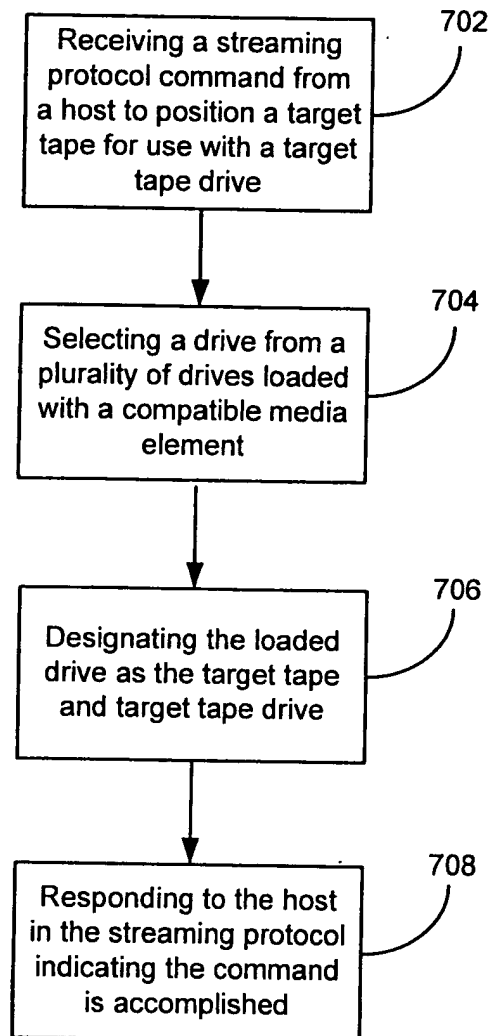 702
Receiving a streaming
protocol command from
a host to position a target
tape for use with a target
tape drive
704
Selecting a drive from a
plurality of drives loaded
with a compatible media
element
706
Designating the loaded
drive as the target tape
and target tape drive
708
Responding to the host
in the streaming protocol
indicating the command
is accomplished